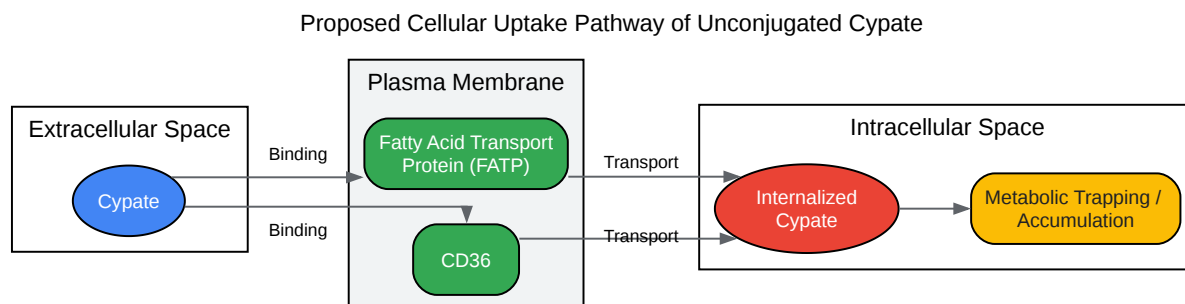 Proposed Cellular Uptake Pathway of Unconjugated Cypate
Plasma Membrane
Extracellular Space
Intracellular Space
Fatty Acid Transport
Protein (FATP)
Binding
Transport
Cypate
Internalized
Cypate
Metabolic Trapping /
Accumulation
Binding
Transport
CD36